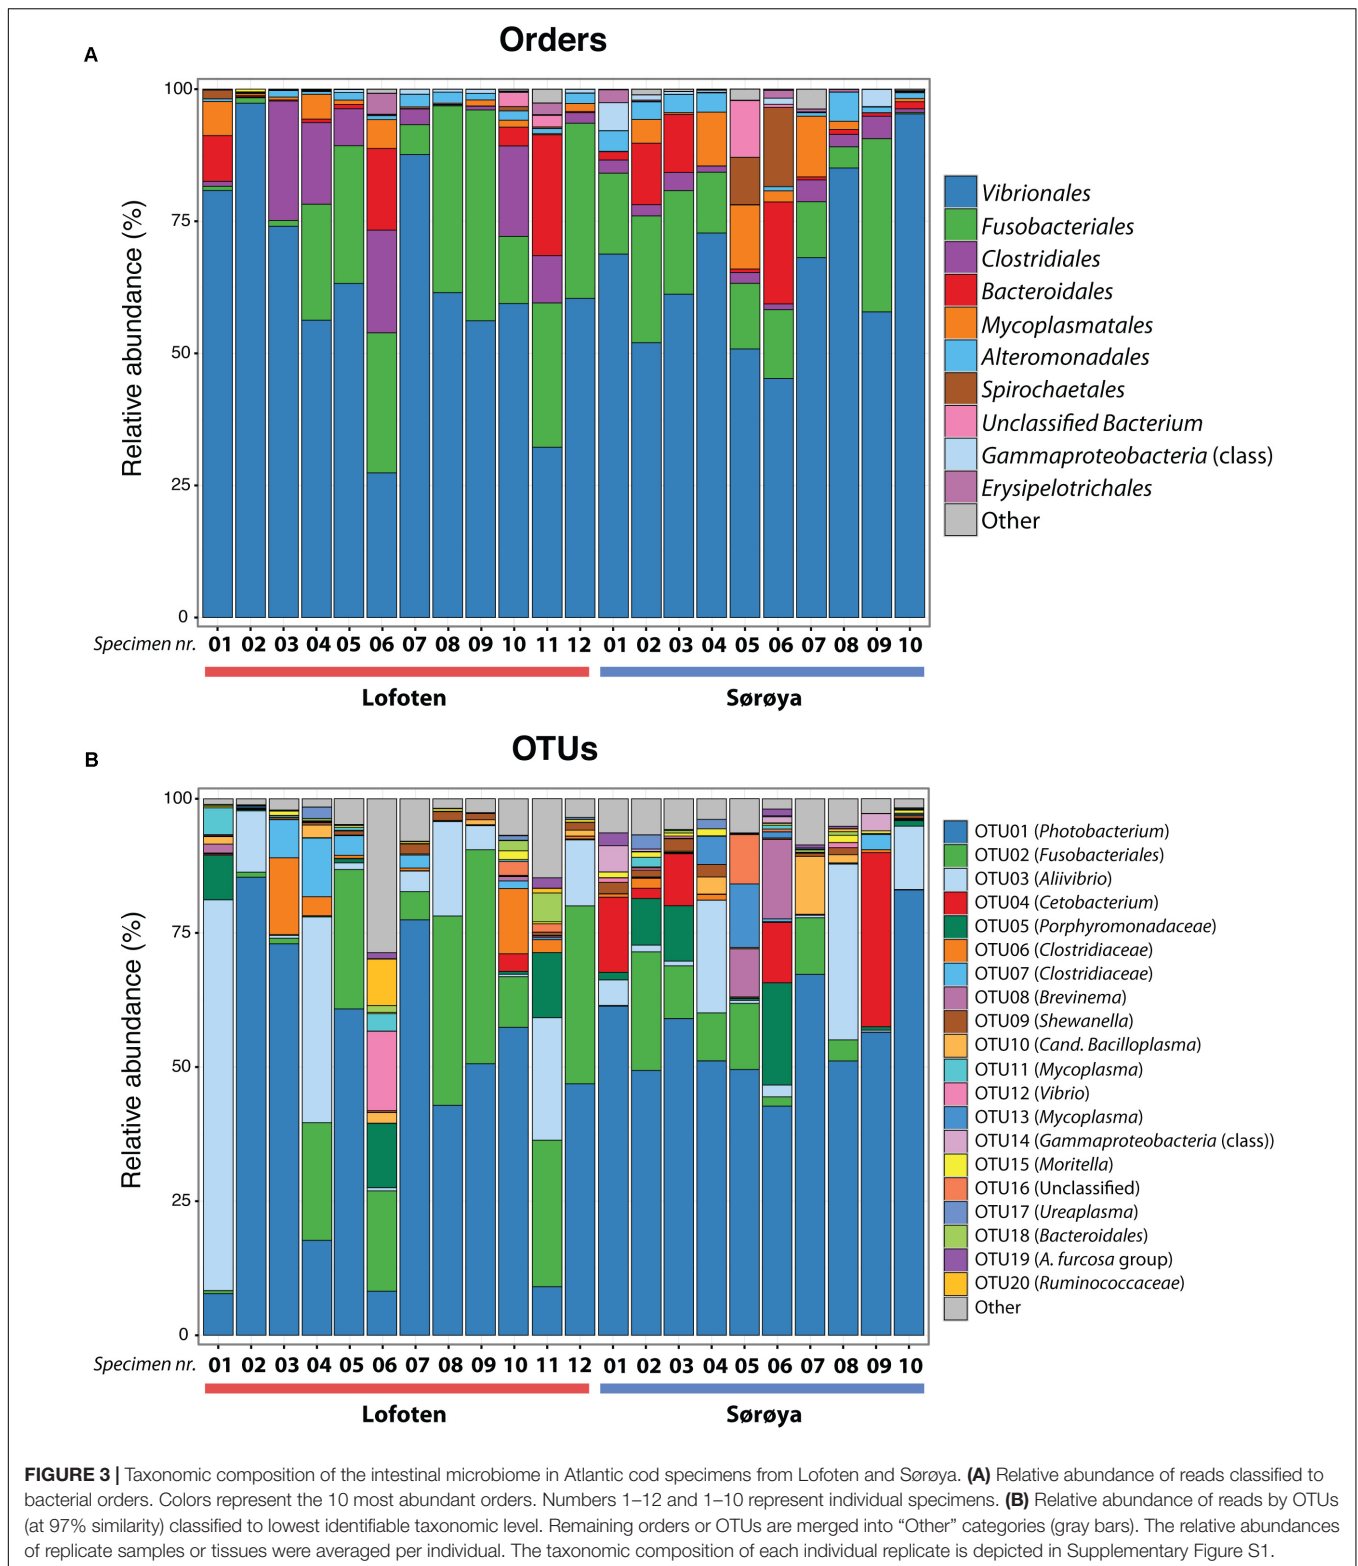 A
Orders
Relative abundance (%)
100
75
50
25
0
Vibrionales
Fusobacteriales
Clostridiales
Bacteroidales
Mycoplasmatales
Alteromonadales
Spirochaetales
Unclassified Bacterium
Gammaproteobacteria (class)
Erysipelotrichales
Other
Specimen nr. 01 02 03 04 05 06 07 08 09 10 11 12 01 02 03 04 05 06 07 08 09 10
Lofoten Sørøya
B
OTUs
Relative abundance (%)
100
75
50
25
0
OTU01 (Photobacterium)
OTU02 (Fusobacteriales)
OTU03 (Aliivibrio)
OTU04 (Cetobacterium)
OTU05 (Porphyromonadaceae)
OTU06 (Clostridiaceae)
OTU07 (Clostridiaceae)
OTU08 (Brevinema)
OTU09 (Shewanella)
OTU10 (Cand. Bacilloplasma)
OTU11 (Mycoplasma)
OTU12 (Vibrio)
OTU13 (Mycoplasma)
OTU14 (Gammaproteobacteria (class))
OTU15 (Moritella)
OTU16 (Unclassified)
OTU17 (Ureaplasma)
OTU18 (Bacteroidales)
OTU19 (A. furcosa group)
OTU20 (Ruminococcaceae)
Other
Specimen nr. 01 02 03 04 05 06 07 08 09 10 11 12 01 02 03 04 05 06 07 08 09 10
Lofoten Sørøya
FIGURE 3 | Taxonomic composition of the intestinal microbiome in Atlantic cod specimens from Lofoten and Sørøya. (A) Relative abundance of reads classified to
bacterial orders. Colors represent the 10 most abundant orders. Numbers 1–12 and 1–10 represent individual specimens. (B) Relative abundance of reads by OTUs
(at 97% similarity) classified to lowest identifiable taxonomic level. Remaining orders or OTUs are merged into “Other” categories (gray bars). The relative abundances
of replicate samples or tissues were averaged per individual. The taxonomic composition of each individual replicate is depicted in Supplementary Figure S1.